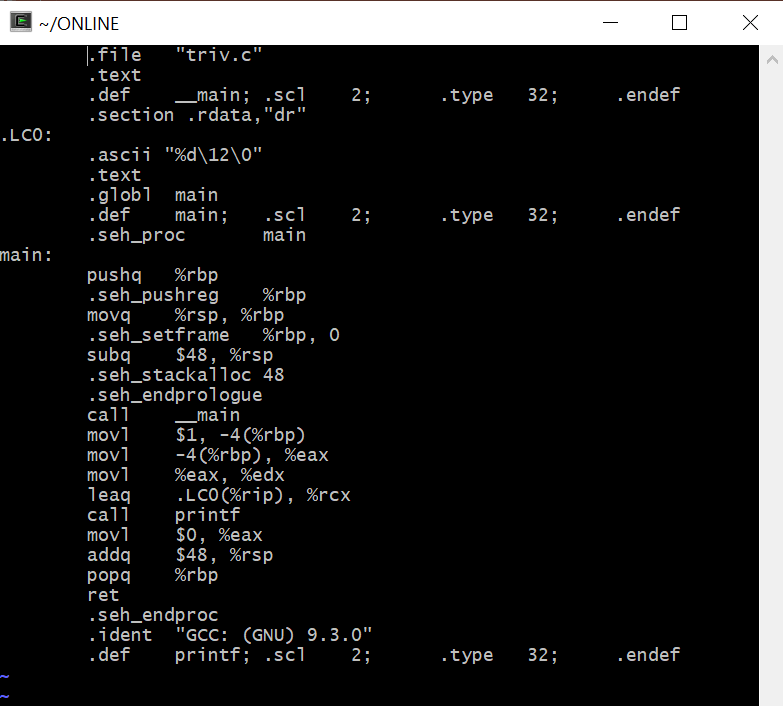 ~/ONLINE
.file "triv.c"
.text
.def __main; .scl 2; .type 32; .endef
.section .rdata,"dr"
.LC0:
.ascii "%d\12\0"
.text
.globl main
.def main; .scl 2; .type 32; .endef
.seh_proc main
main:
pushq %rbp
.seh_pushreg %rbp
movq %rsp, %rbp
.seh_setframe %rbp, 0
subq $48, %rsp
.seh_stackalloc 48
.seh_endprologue
call __main
movl $1, -4(%rbp)
movl -4(%rbp), %eax
movl %eax, %edx
leaq .LC0(%rip), %rcx
call printf
movl $0, %eax
addq $48, %rsp
popq %rbp
ret
.seh_endproc
.ident "GCC: (GNU) 9.3.0"
.def printf; .scl 2; .type 32; .endef
~
~